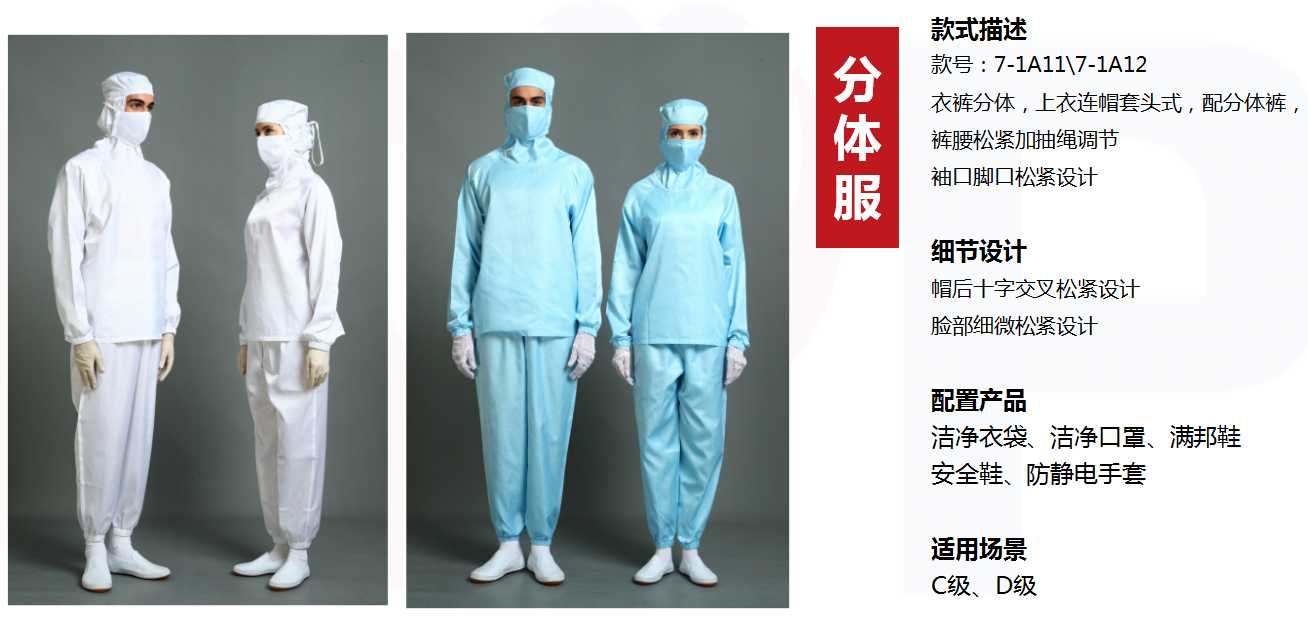 分体服
款式描述
款号：7-1A11\7-1A12
衣裤分体，上衣连帽套头式，配分体裤，
裤腰松紧加抽绳调节
袖口脚口松紧设计
细节设计
帽后十字交叉松紧设计
脸部细微松紧设计
配置产品
洁净衣袋、洁净口罩、满邦鞋
安全鞋、防静电手套
适用场景
C级、D级